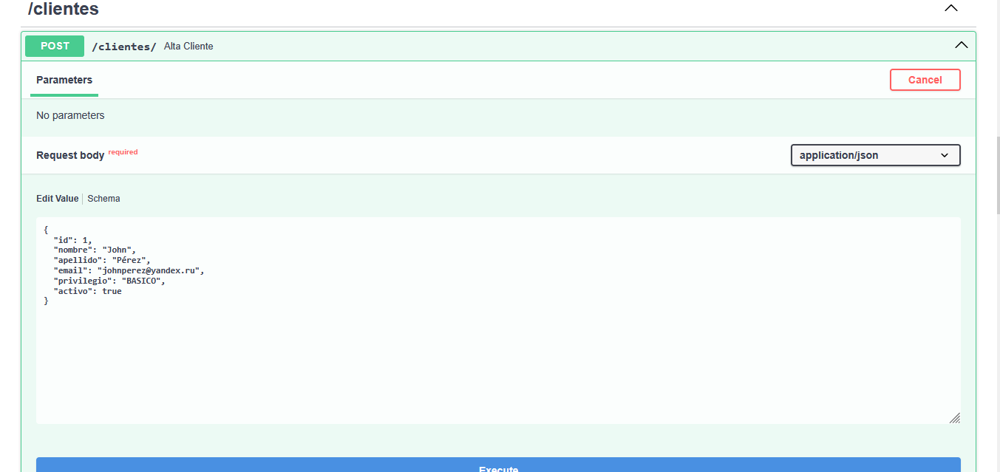 /clientes
POST /clientes/ Alta Cliente
Parameters
Cancel
No parameters
Request body required
application/json
Edit Value | Schema
{
  "id": 1,
  "nombre": "John",
  "apellido": "Pérez",
  "email": "johnperez@yandex.ru",
  "privilegio": "BASICO",
  "activo": true
}
Execute